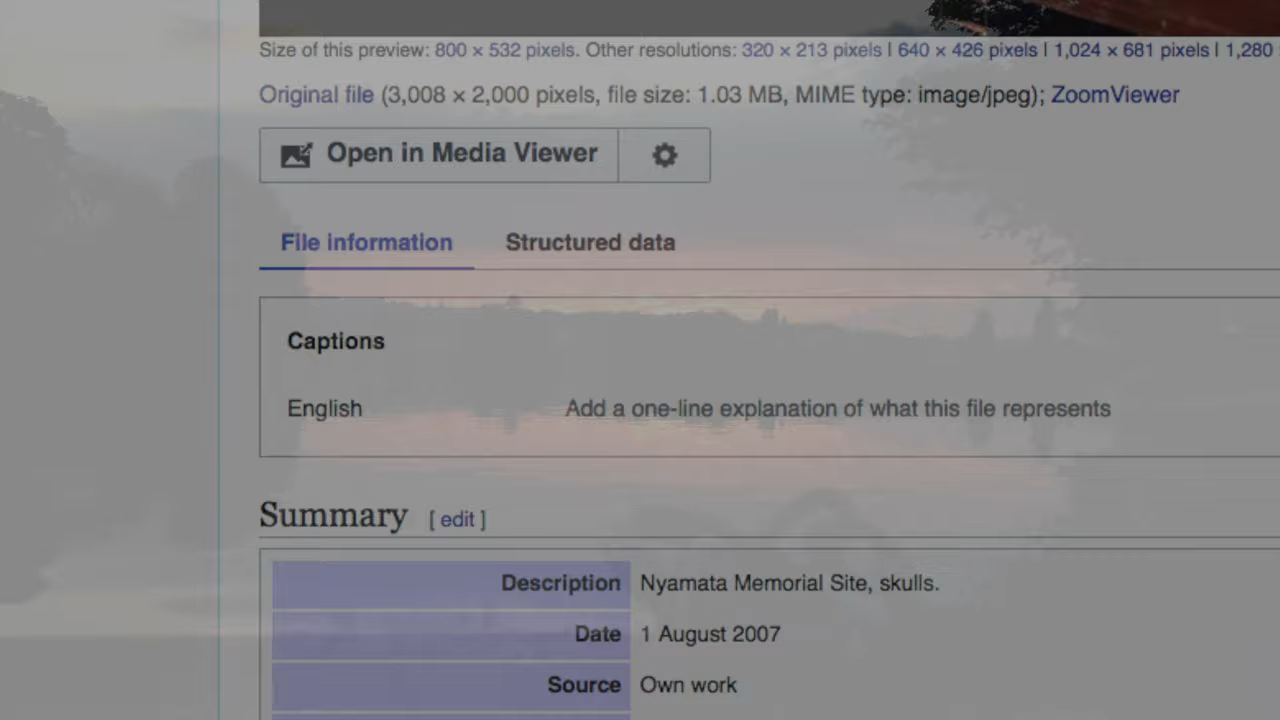 Size of this preview: 800 × 532 pixels. Other resolutions: 320 × 213 pixels | 640 × 426 pixels | 1,024 × 681 pixels | 1,280
Original file (3,008 × 2,000 pixels, file size: 1.03 MB, MIME type: image/jpeg); ZoomViewer
Open in Media Viewer
File information Structured data
Captions
English Add a one-line explanation of what this file represents
Summary [ edit ]
Description Nyamata Memorial Site, skulls.
Date 1 August 2007
Source Own work